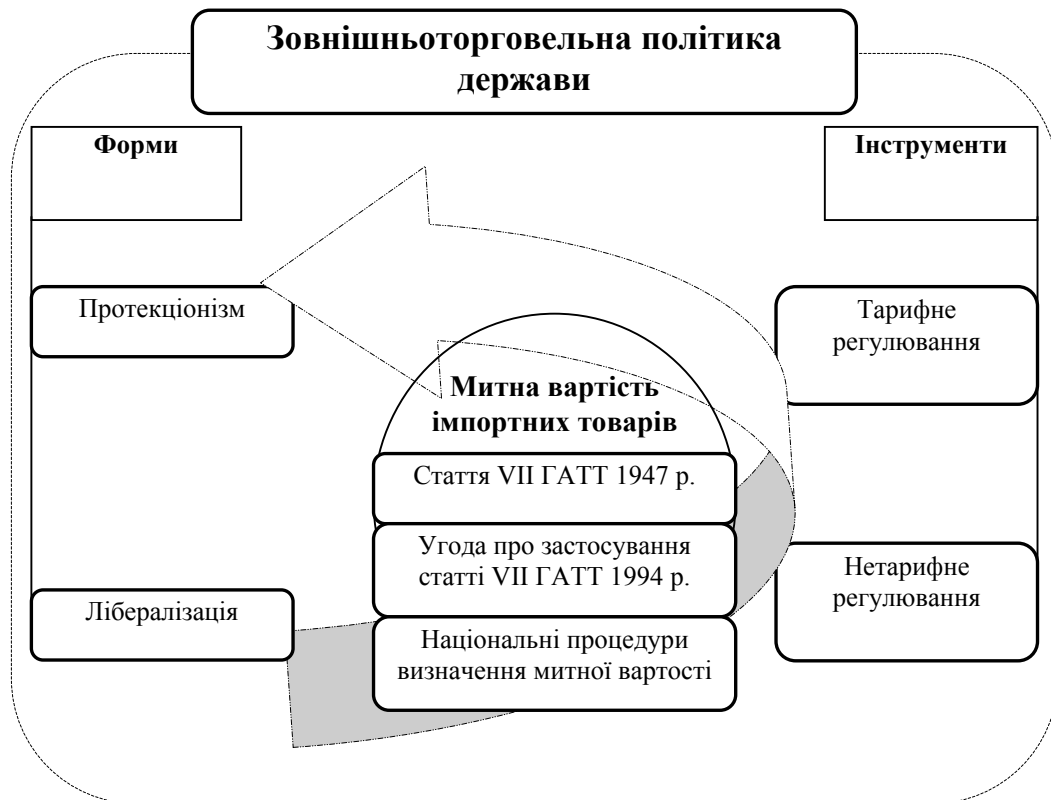 Зовнішньоторговельна політика
держави
Форми
Інструменти
Протекціонізм
Тарифне
регулювання
Митна вартість
імпортних товарів
Стаття VII ГАТТ 1947 р.
Угода про застосування
статті VII ГАТТ 1994 р.
Нетарифне
регулювання
Лібералізація
Національні процедури
визначення митної вартості